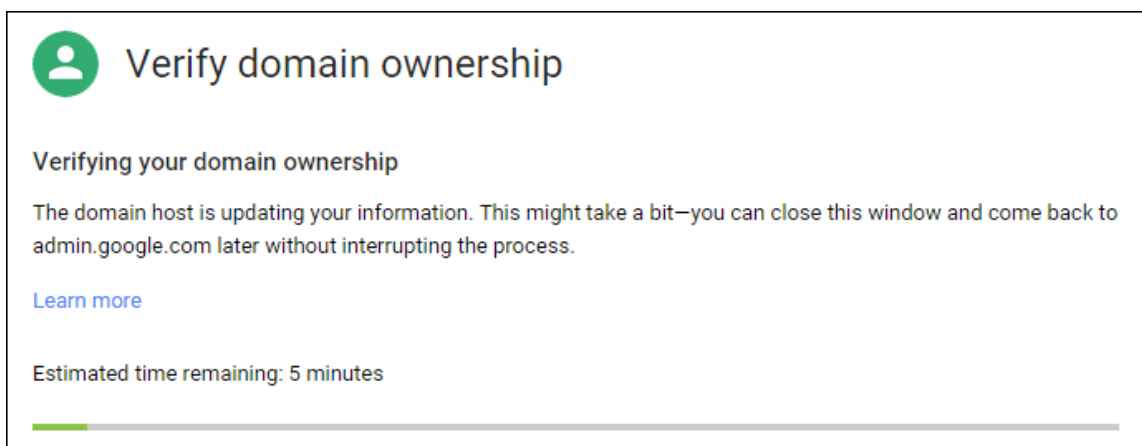 Verify domain ownership
Verifying your domain ownership
The domain host is updating your information. This might take a bit—you can close this window and come back to
admin.google.com later without interrupting the process.
Learn more
Estimated time remaining: 5 minutes